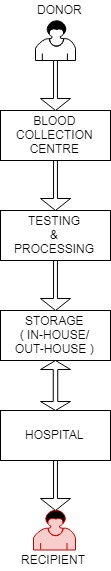 DONOR
BLOOD
COLLECTION
CENTRE
TESTING
&
PROCESSING
STORAGE
( IN-HOUSE/
OUT-HOUSE )
HOSPITAL
RECIPIENT